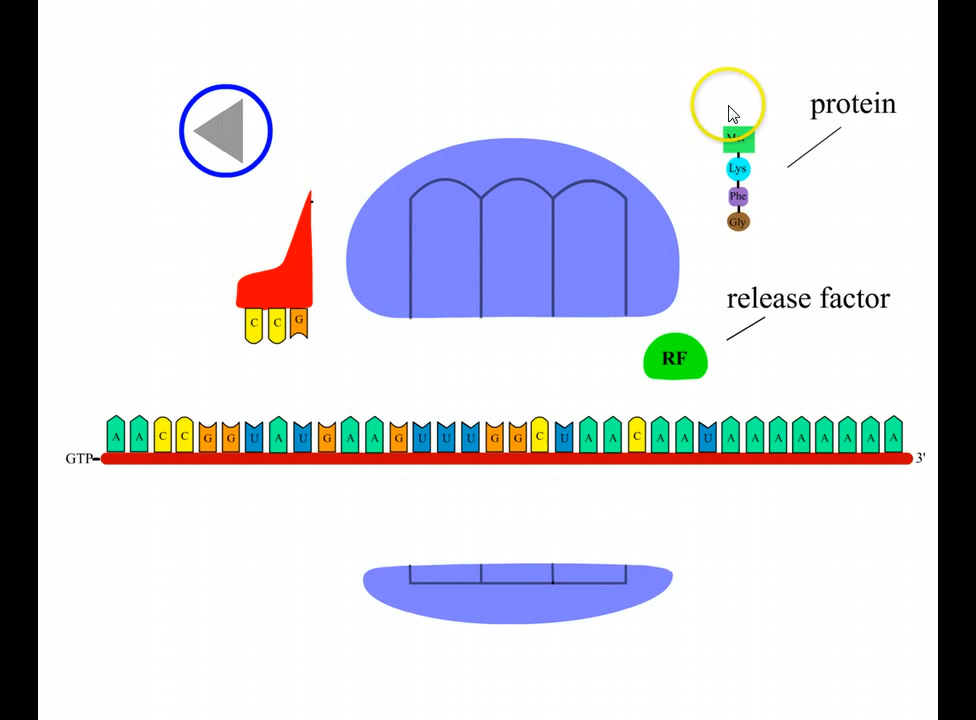 protein
Lys
Phe
Gly
release factor
C C G
RF
A A C C G G U A U G A A G U U U G G C U A A C A A U A A A A A A A A
GTP 3'